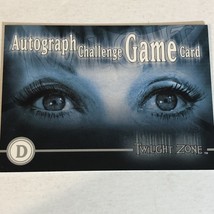 Autograph Challenge Game Card
D
TWILIGHT ZONE